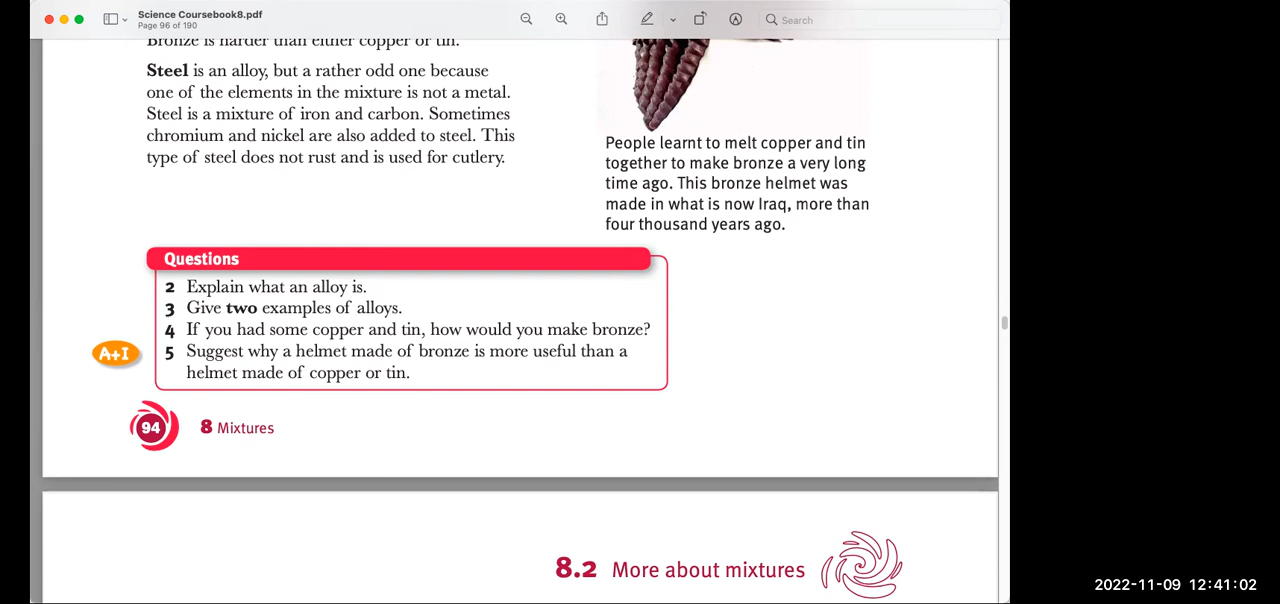 Science Coursebook8.pdf
Page 96 of 190
Search
Bronze is harder than either copper or tin.
Steel is an alloy, but a rather odd one because
one of the elements in the mixture is not a metal.
Steel is a mixture of iron and carbon. Sometimes
chromium and nickel are also added to steel. This
type of steel does not rust and is used for cutlery.
People learnt to melt copper and tin
together to make bronze a very long
time ago. This bronze helmet was
made in what is now Iraq, more than
four thousand years ago.
Questions
2 Explain what an alloy is.
3 Give two examples of alloys.
4 If you had some copper and tin, how would you make bronze?
A+I
5 Suggest why a helmet made of bronze is more useful than a
helmet made of copper or tin.
94 8 Mixtures
8.2 More about mixtures
2022-11-09 12:41:02